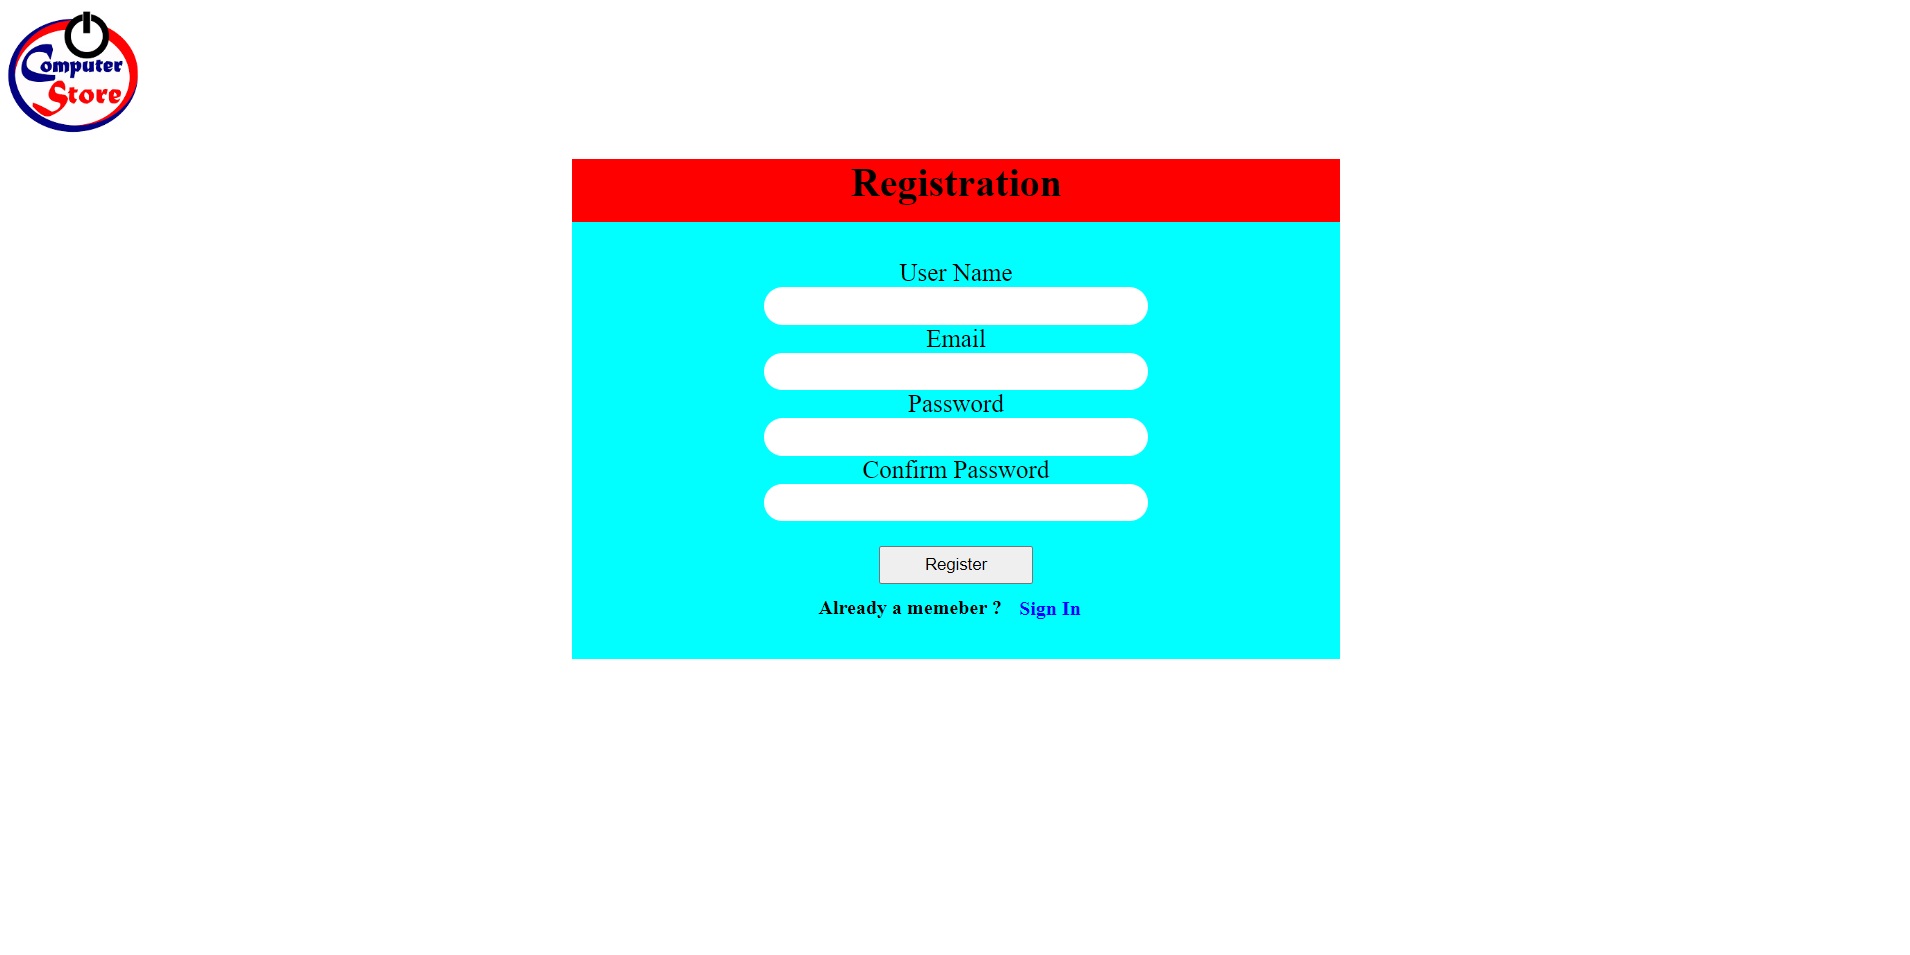 Computer
Store
Registration
User Name
Email
Password
Confirm Password
Register
Already a memeber ? Sign In